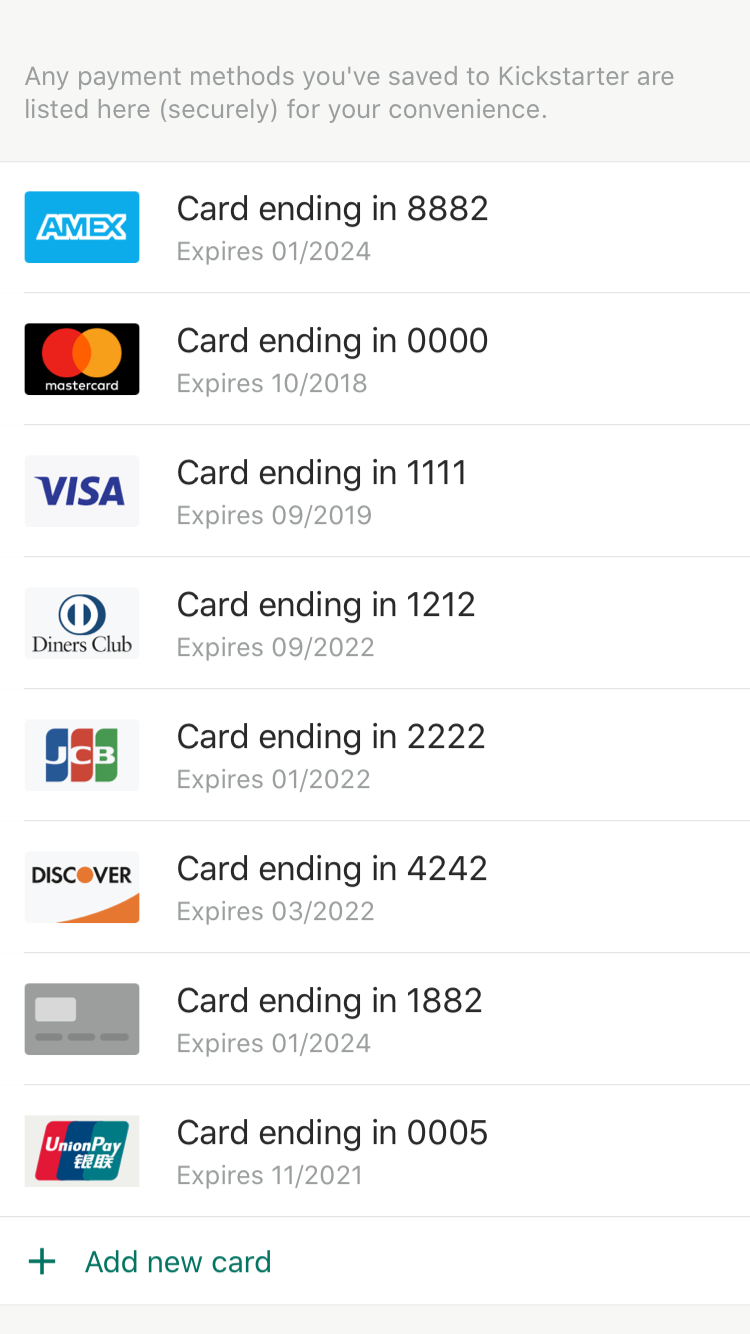 Any payment methods you've saved to Kickstarter are
listed here (securely) for your convenience.
AMEX
Card ending in 8882
Expires 01/2024
mastercard
Card ending in 0000
Expires 10/2018
VISA
Card ending in 1111
Expires 09/2019
Diners Club
Card ending in 1212
Expires 09/2022
JCB
Card ending in 2222
Expires 01/2022
DISCOVER
Card ending in 4242
Expires 03/2022
Card ending in 1882
Expires 01/2024
UnionPay
银联
Card ending in 0005
Expires 11/2021
+ Add new card